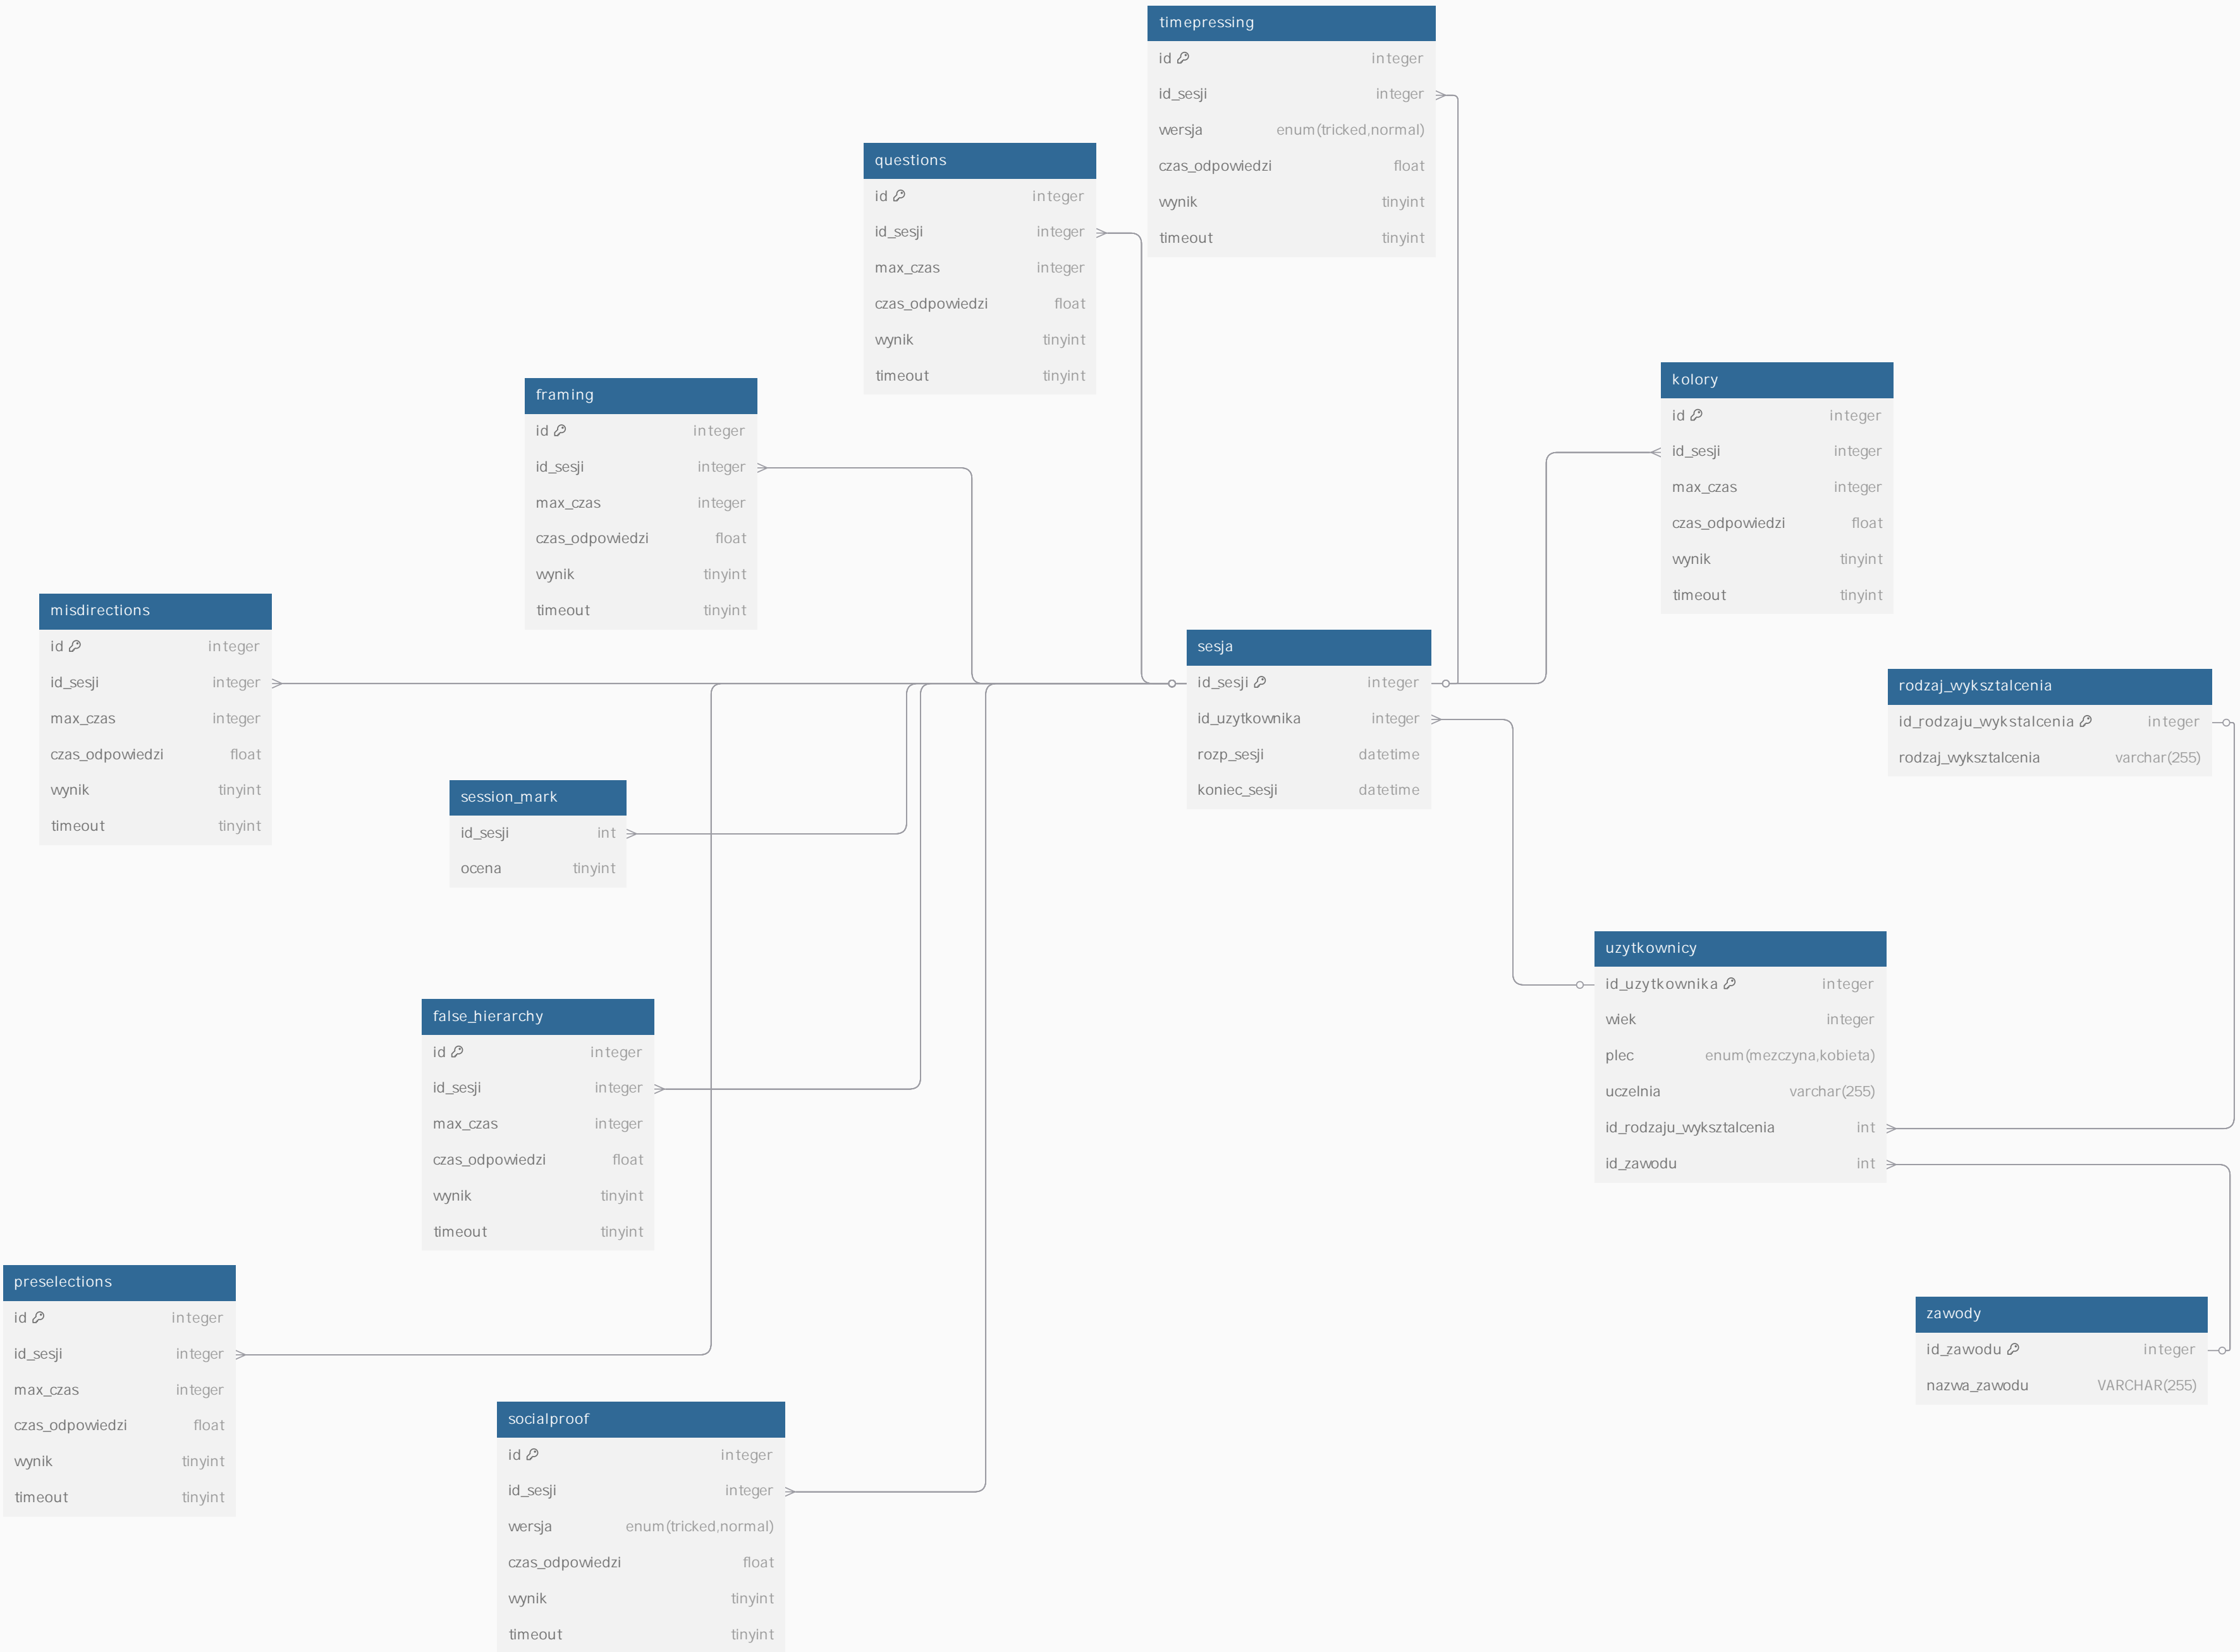 timepressing
id integer
id_sesji integer
wersja enum(tricked,normal)
czas_odpowiedzi float
wynik tinyint
timeout tinyint
questions
id integer
id_sesji integer
max_czas integer
czas_odpowiedzi float
wynik tinyint
timeout tinyint
kolory
id integer
id_sesji integer
max_czas integer
czas_odpowiedzi float
wynik tinyint
timeout tinyint
framing
id integer
id_sesji integer
max_czas integer
czas_odpowiedzi float
wynik tinyint
timeout tinyint
misdirections
id integer
id_sesji integer
max_czas integer
czas_odpowiedzi float
wynik tinyint
timeout tinyint
sesja
id_sesji integer
id_uzytkownika integer
rozp_sesji datetime
koniec_sesji datetime
rodzaj_wyksztalcenia
id_rodzaju_wykstalcenia integer
rodzaj_wyksztalcenia varchar(255)
session_mark
id_sesji int
ocena tinyint
uzytkownicy
id_uzytkownika integer
wiek integer
plec enum(mezczyna,kobieta)
uczelnia varchar(255)
id_rodzaju_wyksztalcenia int
id_zawodu int
false_hierarchy
id integer
id_sesji integer
max_czas integer
czas_odpowiedzi float
wynik tinyint
timeout tinyint
preselections
id integer
id_sesji integer
max_czas integer
czas_odpowiedzi float
wynik tinyint
timeout tinyint
zawody
id_zawodu integer
nazwa_zawodu VARCHAR(255)
socialproof
id integer
id_sesji integer
wersja enum(tricked,normal)
czas_odpowiedzi float
wynik tinyint
timeout tinyint